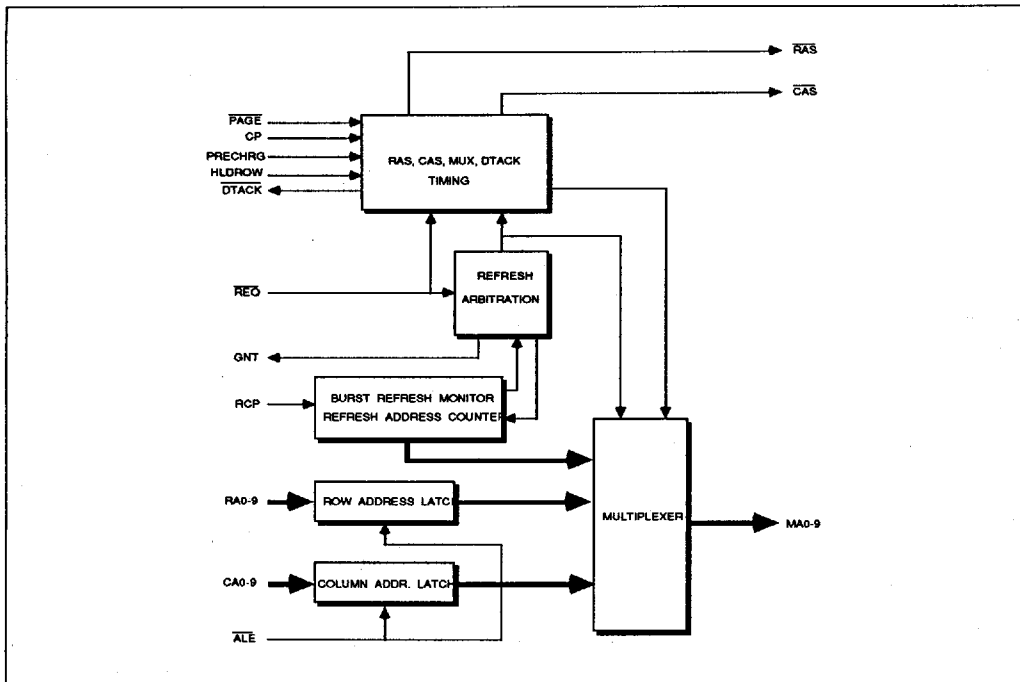 RAS
CAS
PAGE
CP
PRECHRG
HLDROW
DTACK
RAS, CAS, MUX, DTACK
TIMING
REFRESH
ARBITRATION
REQ
GNT
RCP
BURST REFRESH MONITOR
REFRESH ADDRESS COUNTER
RA0-9
ROW ADDRESS LATCH
MULTIPLEXER
MA0-9
CA0-9
COLUMN ADDR. LATCH
ALE